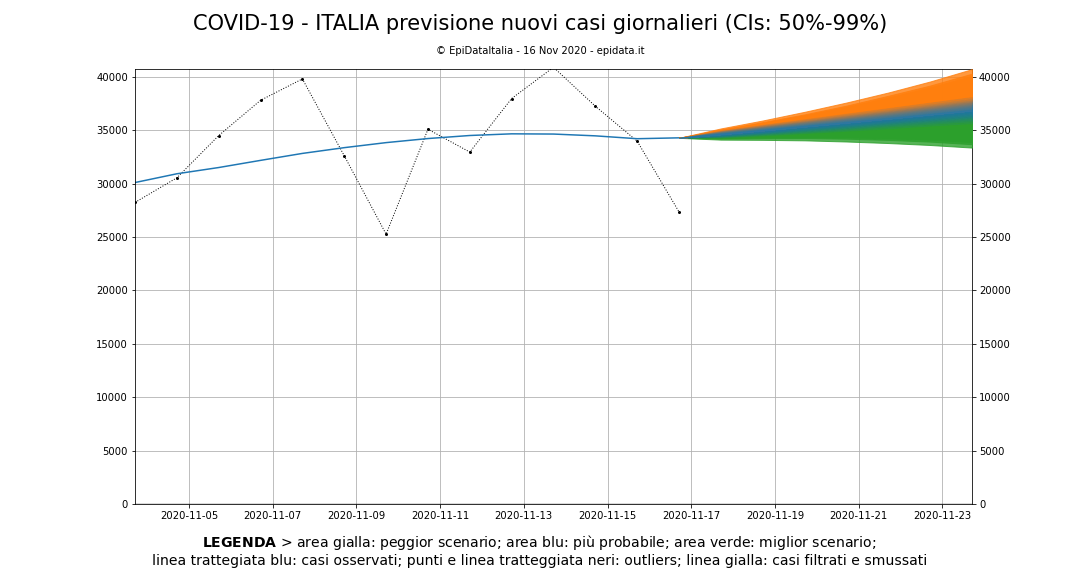 COVID-19 - ITALIA previsione nuovi casi giornalieri (CIs: 50%-99%)
© EpiDataItalia - 16 Nov 2020 - epidata.it
40000 40000
35000 35000
30000 30000
25000 25000
20000 20000
15000 15000
10000 10000
5000 5000
0 0
2020-11-05 2020-11-07 2020-11-09 2020-11-11 2020-11-13 2020-11-15 2020-11-17 2020-11-19 2020-11-21 2020-11-23
LEGENDA > area gialla: peggior scenario; area blu: più probabile; area verde: miglior scenario;
linea trattegiata blu: casi osservati; punti e linea tratteggiata neri: outliers; linea gialla: casi filtrati e smussati